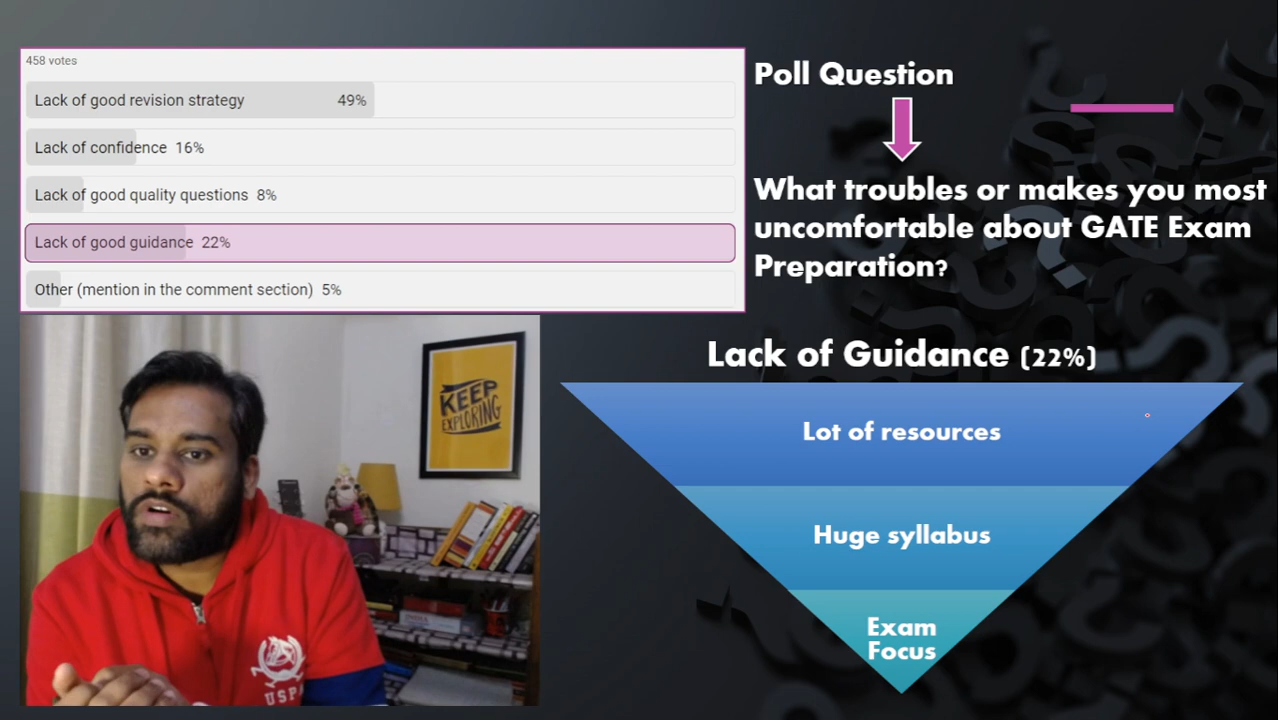 458 votes
Lack of good revision strategy 49%
Lack of confidence 16%
Lack of good quality questions 8%
Lack of good guidance 22%
Other (mention in the comment section) 5%
Poll Question
What troubles or makes you most
uncomfortable about GATE Exam
Preparation?
Lack of Guidance (22%)
Lot of resources
Huge syllabus
Exam
Focus
KEEP
EXPLORING